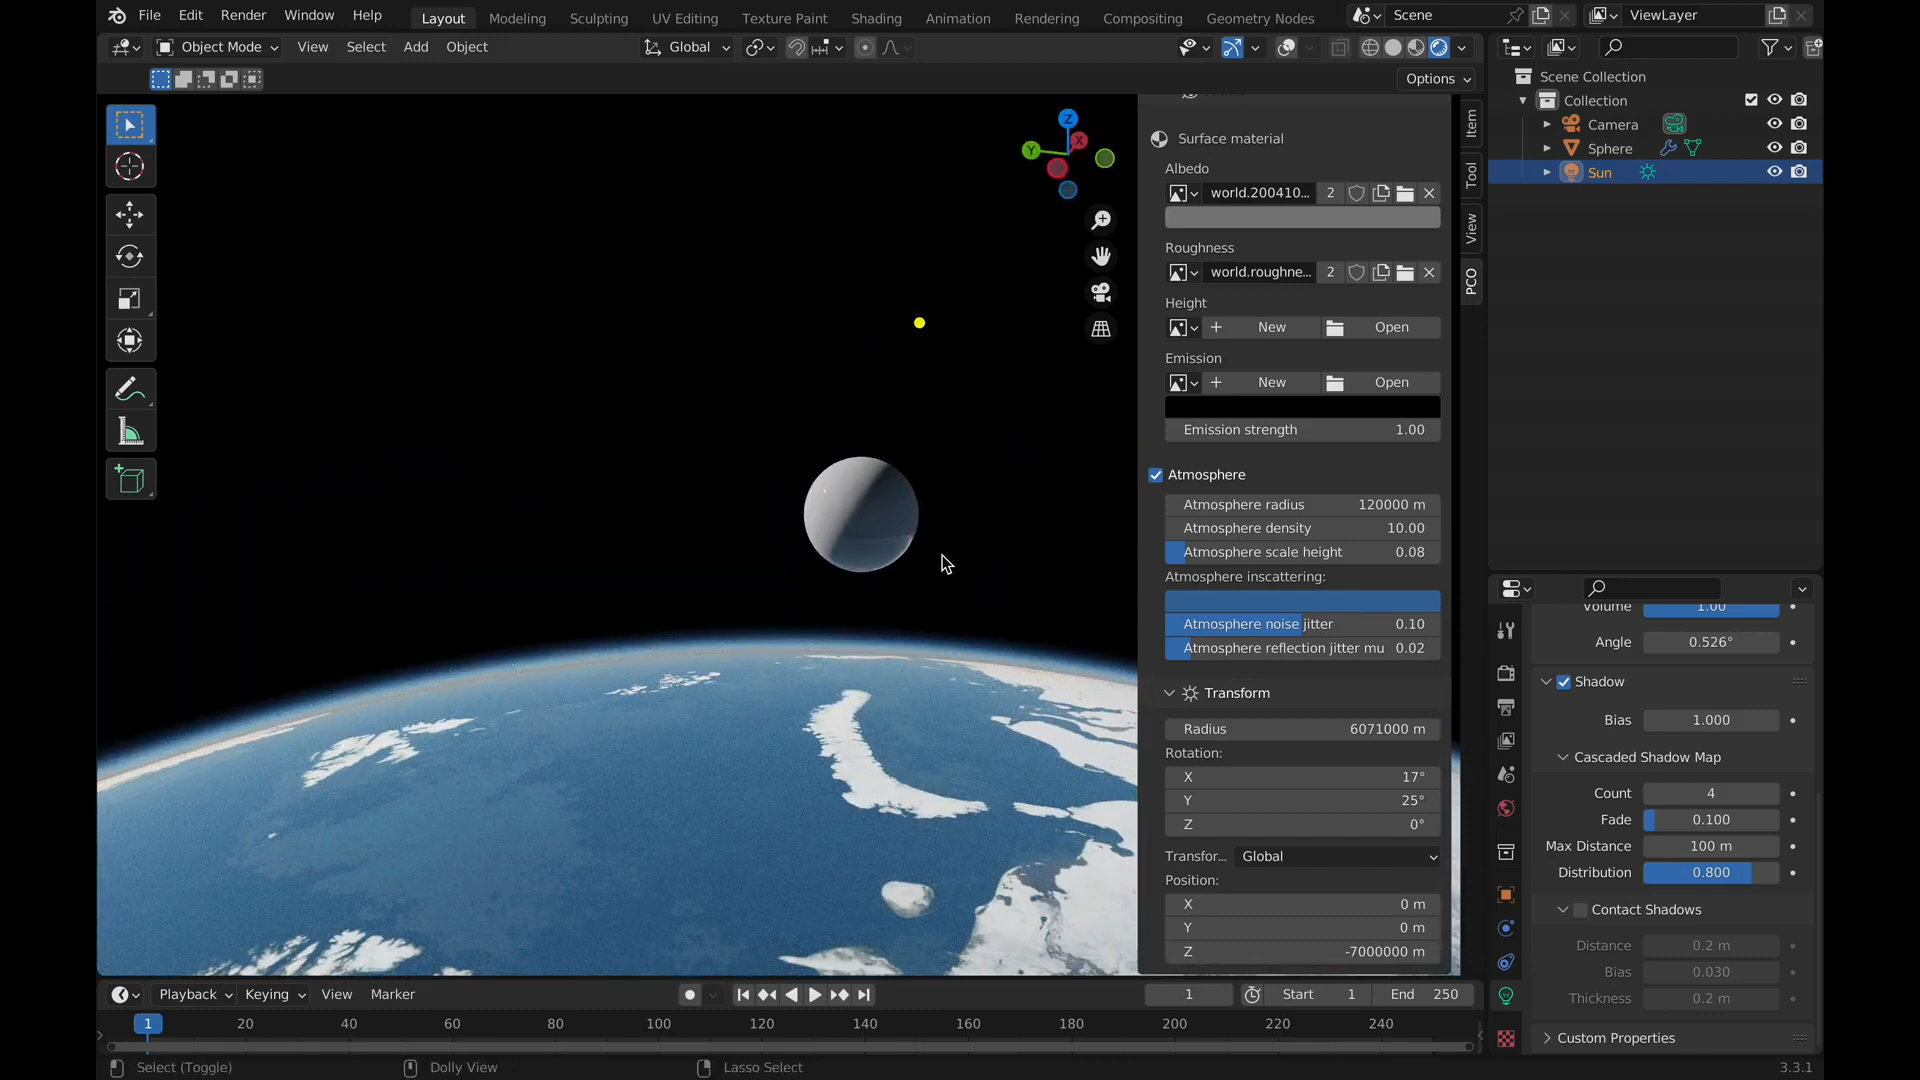 File Edit Render Window Help
Layout Modeling Sculpting UV Editing Texture Paint Shading Animation Rendering Compositing Geometry Nodes
Scene
ViewLayer
Object Mode View Select Add Object
Global
Options
Z
Y
X
Item
Tool
View
PCO
Surface material
Albedo
world.200410... 2
Roughness
world.roughne... 2
Height
New Open
Emission
New Open
Emission strength 1.00
Atmosphere
Atmosphere radius 120000 m
Atmosphere density 10.00
Atmosphere scale height 0.08
Atmosphere inscattering:
Atmosphere noise jitter 0.10
Atmosphere reflection jitter mu 0.02
Transform
Radius 6071000 m
Rotation:
X 17°
Y 25°
Z 0°
Transfor... Global
Position:
X 0 m
Y 0 m
Z -7000000 m
Scene Collection
Collection
Camera
Sphere
Sun
Volume 1.00
Angle 0.526°
Shadow
Bias 1.000
Cascaded Shadow Map
Count 4
Fade 0.100
Max Distance 100 m
Distribution 0.800
Contact Shadows
Distance 0.2 m
Bias 0.030
Thickness 0.2 m
Custom Properties
Playback Keying View Marker
1 Start 1 End 250
1 20 40 60 80 100 120 140 160 180 200 220 240
Select (Toggle) Dolly View Lasso Select 3.3.1